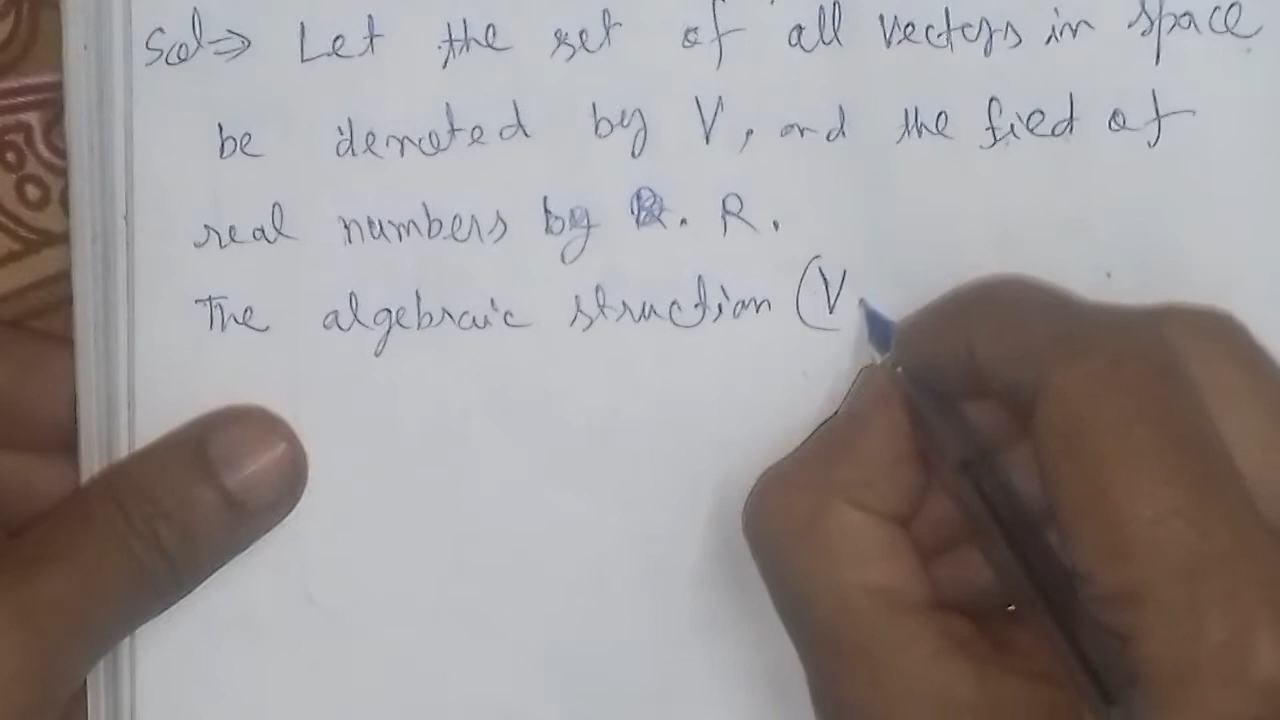 Sol⇒ Let the set of all vectors in space
be denoted by V, and the fied of
real numbers by R. R.
The algebraic struction (V